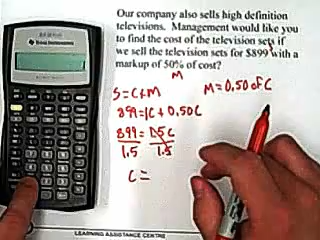 Our company also sells high definition
televisions. Management would like you
to find the cost of the television sets if
we sell the television sets for $899 with a
markup of 50% of cost?
M
S = C + M
M = 0.50 of C
899 = 1C + 0.50C
899 = 1.5C
1.5 1.5
C =
TEXAS INSTRUMENTS
LEARNING ASSISTANCE CENTRE